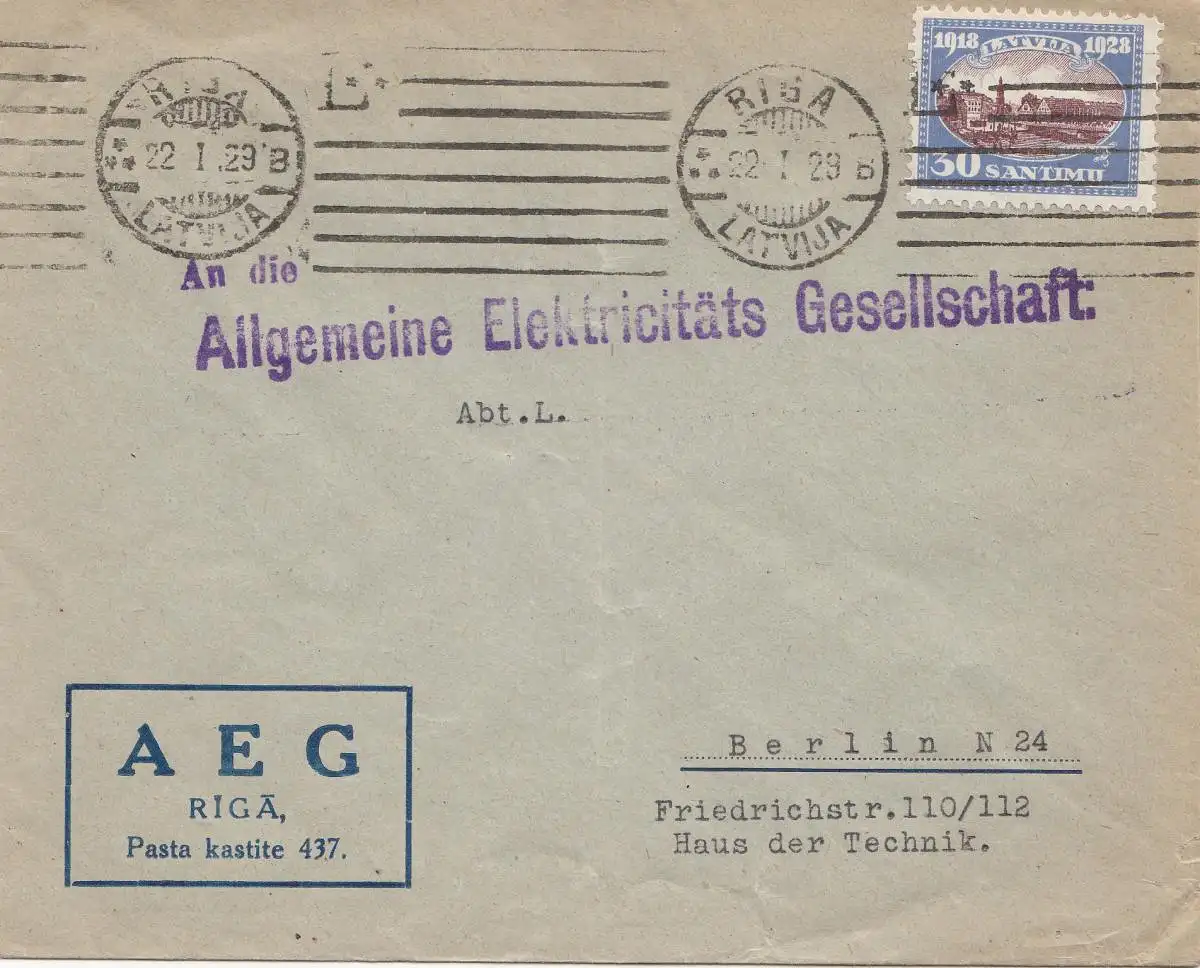 RIGA
22 I .29 B
LATVIJA
RIGA
22 I 29 B
LATVIJA
1918 LATVIJA 1928
30 SANTIMU
An die
Allgemeine Elektricitäts Gesellschaft:
Abt.L.
AEG
RĪGĀ,
Pasta kastite 437.
Berlin N 24
Friedrichstr.110/112
Haus der Technik.